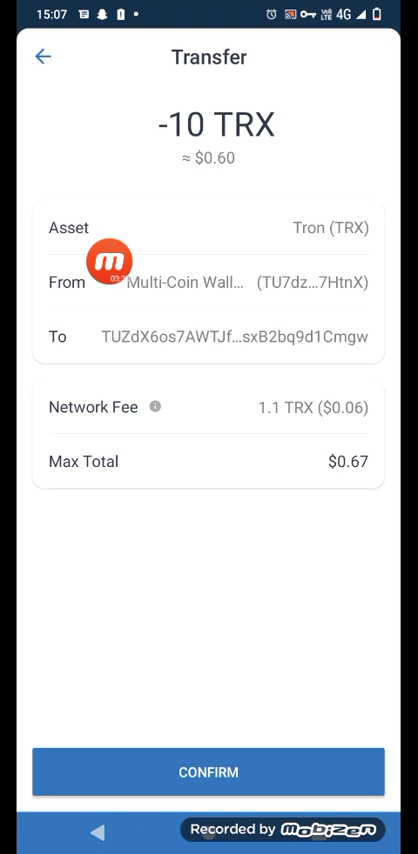 15:07 4G
Transfer
-10 TRX
≈ $0.60
Asset Tron (TRX)
From Multi-Coin Wall... (TU7dz...7HtnX)
To TUZdX6os7AWTJf...sxB2bq9d1Cmgw
Network Fee 1.1 TRX ($0.06)
Max Total $0.67
CONFIRM
Recorded by mobizen